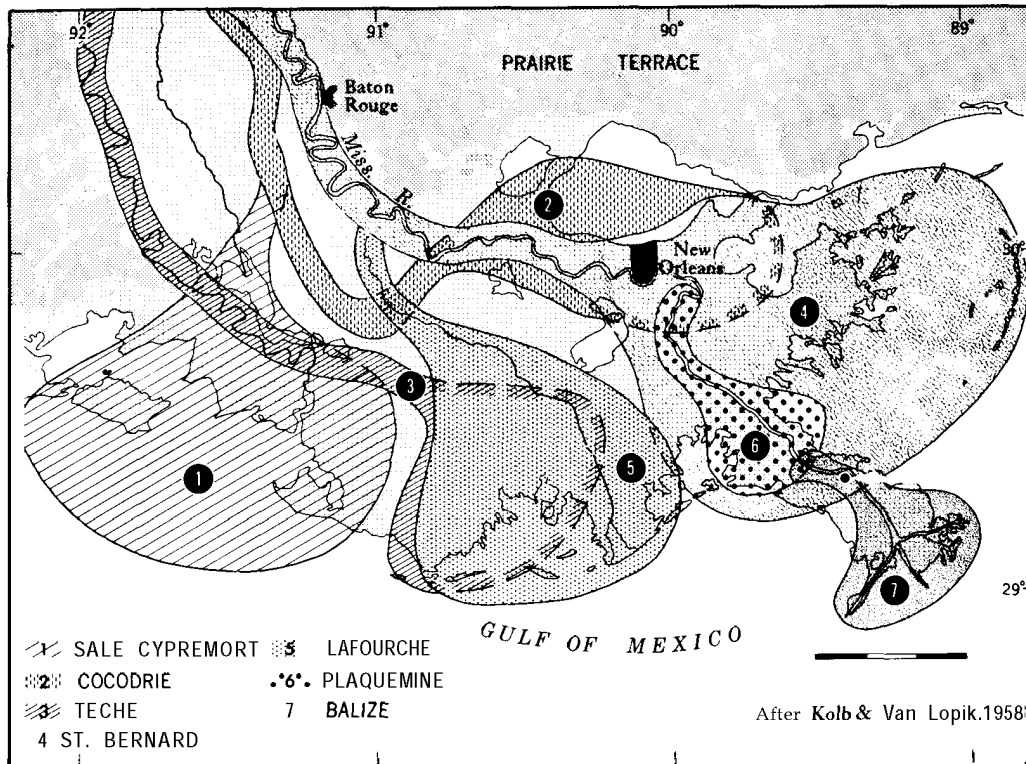 92° 91° 90° 89°
PRAIRIE TERRACE
Baton
Rouge
Miss. R.
2
New
Orleans
4
3
1
5
6
7
29°
GULF OF MEXICO
1 SALE CYPREMORT 5 LAFOURCHE
2 COCODRIE 6 PLAQUEMINE
3 TECHE 7 BALIZE
4 ST. BERNARD
After Kolb & Van Lopik.1958